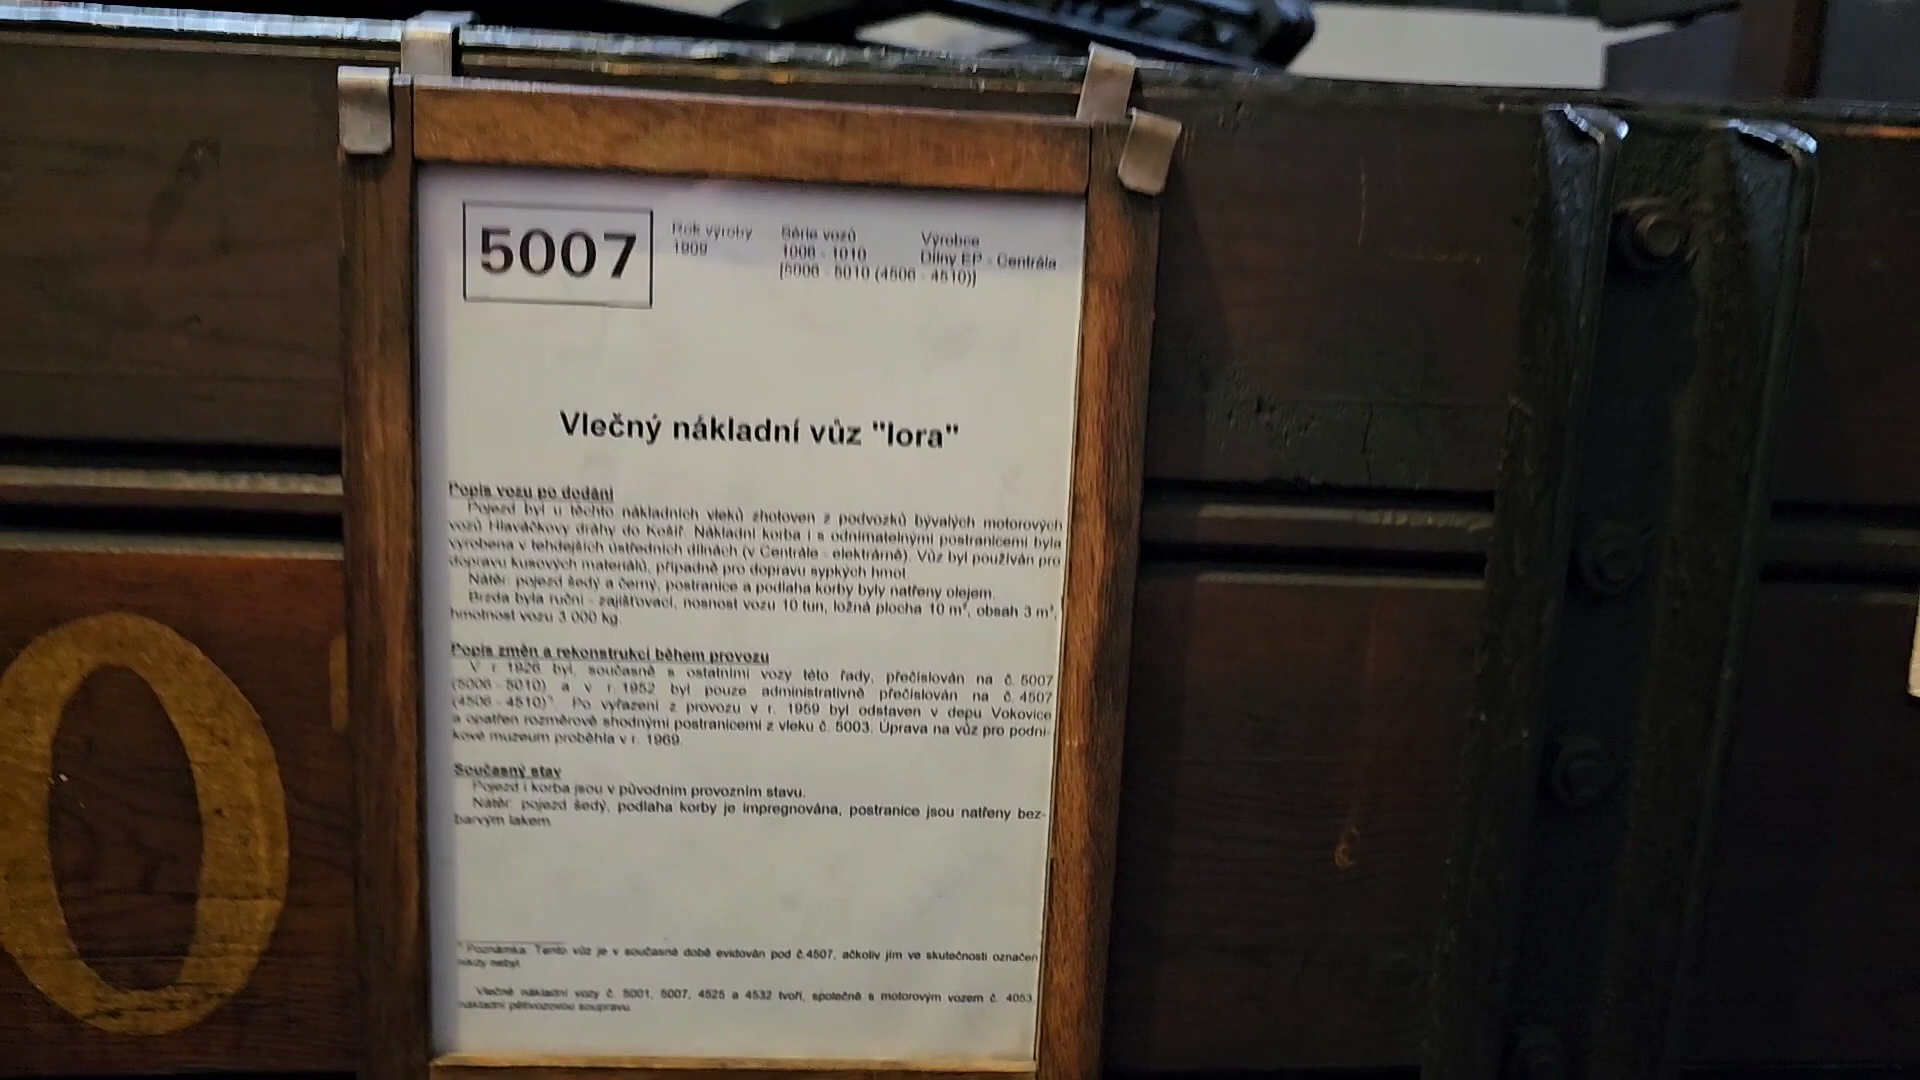 5007
Rok výroby
1909
Série vozů
1006 - 1010
[5006 - 5010 (4506 - 4510)]
Výrobce
Dílny EP - Centrála
Vlečný nákladní vůz "lora"
Popis vozu po dodání
Pojezd byl u těchto nákladních vleků zhotoven z podvozků bývalých motorových
vozů Hlaváčkovy dráhy do Košíř. Nákladní korba i s odnímatelnými postranicemi byla
vyrobena v tehdejších ústředních dílnách (v Centrále - elektrárně). Vůz byl používán pro
dopravu kusových materiálů, případně pro dopravu sypkých hmot.
Nátěr: pojezd šedý a černý, postranice a podlaha korby byly natřeny olejem.
Brzda byla ruční - zajišťovací, nosnost vozu 10 tun, ložná plocha 10 m², obsah 3 m³,
hmotnost vozu 3 000 kg.
Popis změn a rekonstrukcí během provozu
V r. 1926 byl, současně s ostatními vozy této řady, přečíslován na č. 5007
(5006 - 5010) a v r. 1952 byl pouze administrativně přečíslován na č. 4507
(4506 - 4510)¹. Po vyřazení z provozu v r. 1959 byl odstaven v depu Vokovice
a opatřen rozměrově shodnými postranicemi z vleku č. 5003. Úprava na vůz pro podni-
kové muzeum proběhla v r. 1969.
Současný stav
Pojezd i korba jsou v původním provozním stavu.
Nátěr: pojezd šedý, podlaha korby je impregnována, postranice jsou natřeny bez-
barvým lakem.
¹ Poznámka: Tento vůz je v současné době evidován pod č.4507, ačkoliv jím ve skutečnosti označen
nikdy nebyl.
Vlečné nákladní vozy č. 5001, 5007, 4525 a 4532 tvoří, společně s motorovým vozem č. 4053,
nákladní pětivozovou soupravu.
0